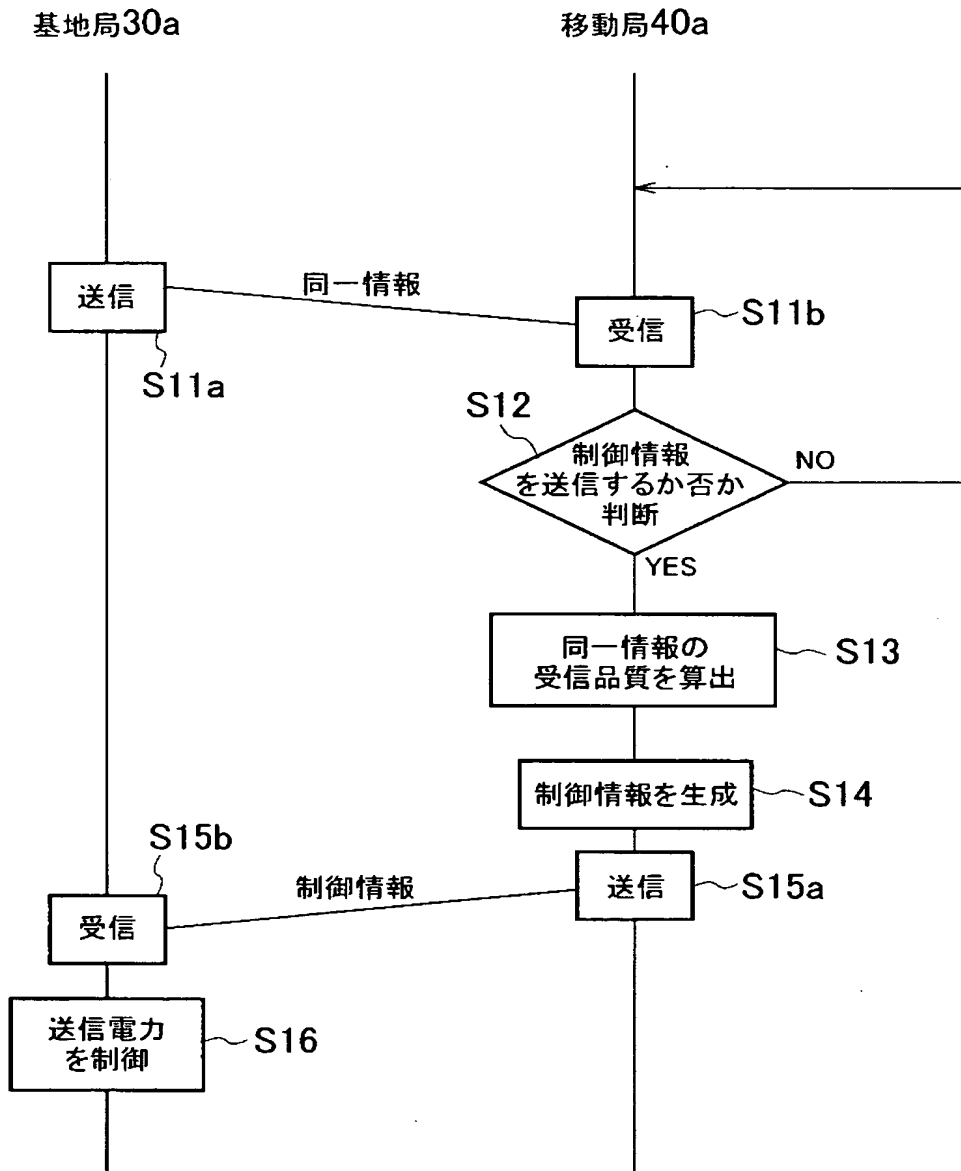 基地局30a
移動局40a
送信
同一情報
受信
S11b
S11a
S12
制御情報
を送信するか否か
判断
NO
YES
同一情報の
受信品質を算出
S13
制御情報を生成
S14
S15b
制御情報
送信
S15a
受信
送信電力
を制御
S16